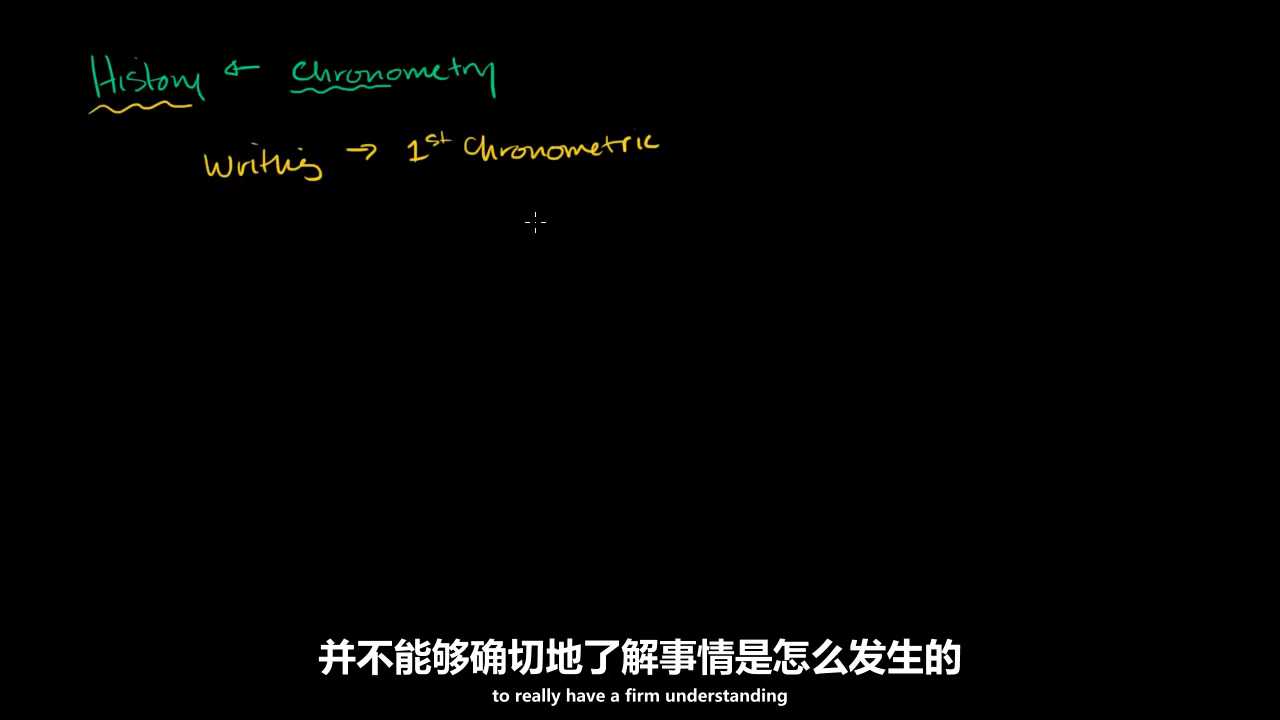 History ← Chronometry
Writing → 1st Chronometric
并不能够确切地了解事情是怎么发生的
to really have a firm understanding